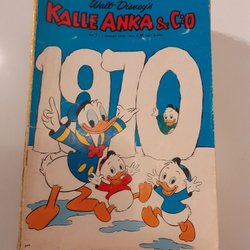 Walt Disney's
KALLE ANKA & C:O
1970